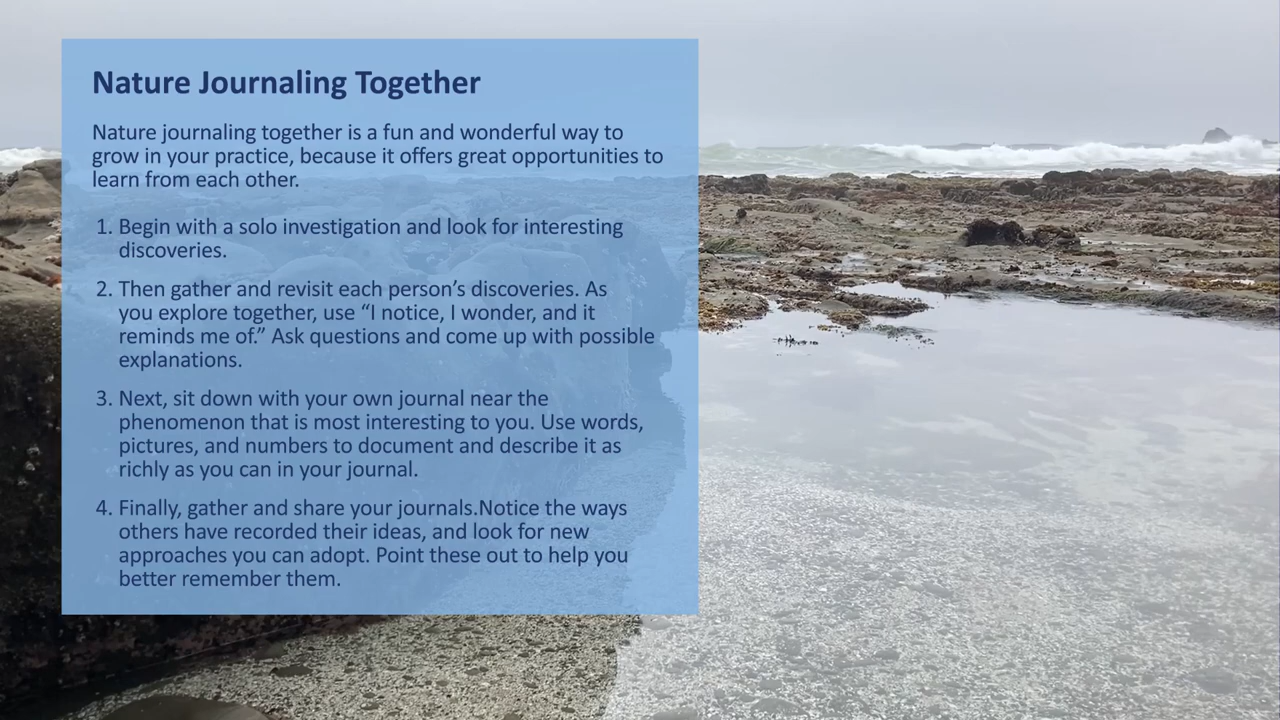 Nature Journaling Together
Nature journaling together is a fun and wonderful way to
grow in your practice, because it offers great opportunities to
learn from each other.
1. Begin with a solo investigation and look for interesting
discoveries.
2. Then gather and revisit each person’s discoveries. As
you explore together, use “I notice, I wonder, and it
reminds me of.” Ask questions and come up with possible
explanations.
3. Next, sit down with your own journal near the
phenomenon that is most interesting to you. Use words,
pictures, and numbers to document and describe it as
richly as you can in your journal.
4. Finally, gather and share your journals.Notice the ways
others have recorded their ideas, and look for new
approaches you can adopt. Point these out to help you
better remember them.